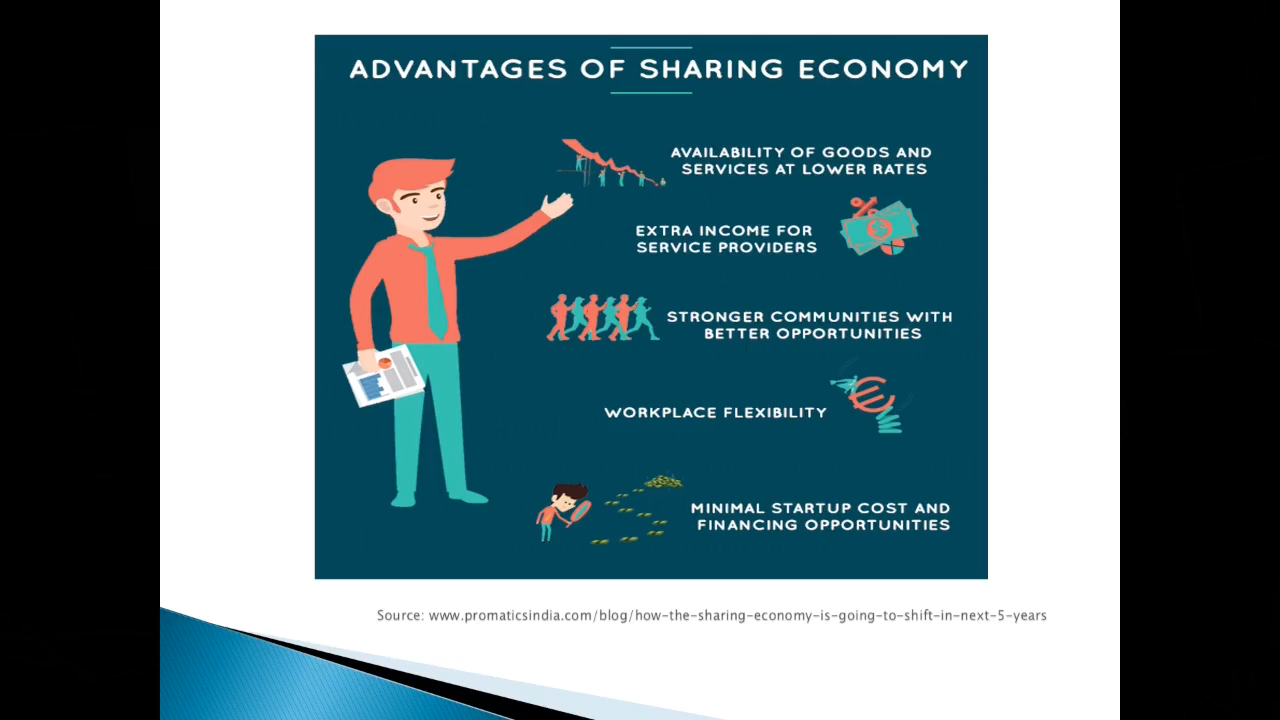 ADVANTAGES OF SHARING ECONOMY
AVAILABILITY OF GOODS AND
SERVICES AT LOWER RATES
EXTRA INCOME FOR
SERVICE PROVIDERS
STRONGER COMMUNITIES WITH
BETTER OPPORTUNITIES
WORKPLACE FLEXIBILITY
MINIMAL STARTUP COST AND
FINANCING OPPORTUNITIES
Source: www.promaticsindia.com/blog/how-the-sharing-economy-is-going-to-shift-in-next-5-years